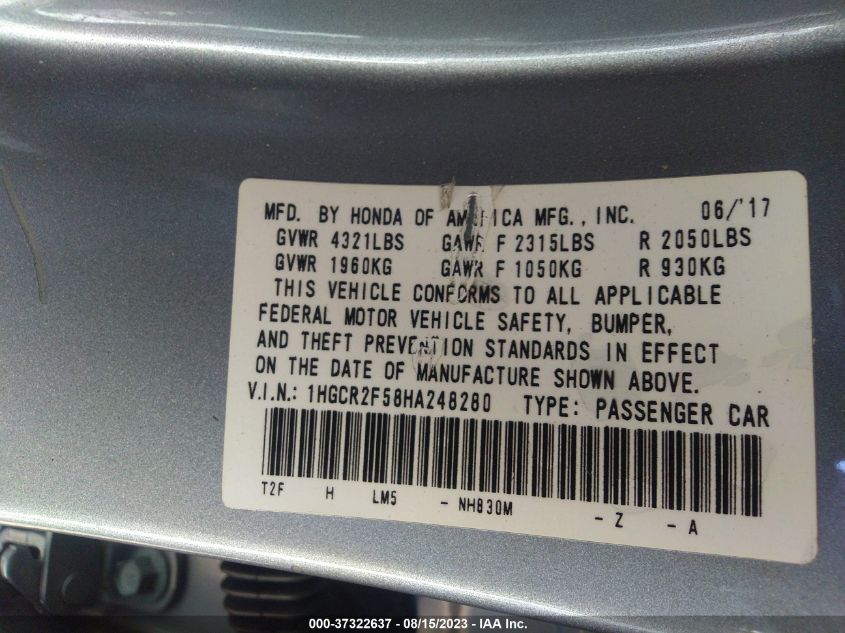 MFD. BY HONDA OF AMERICA MFG., INC. 06/'17
GVWR 4321LBS GAWR F 2315LBS R 2050LBS
GVWR 1960KG GAWR F 1050KG R 930KG
THIS VEHICLE CONFORMS TO ALL APPLICABLE
FEDERAL MOTOR VEHICLE SAFETY, BUMPER,
AND THEFT PREVENTION STANDARDS IN EFFECT
ON THE DATE OF MANUFACTURE SHOWN ABOVE.
V.I.N.: 1HGCR2F58HA248280 TYPE: PASSENGER CAR
T2F H LM5 - NH830M - Z - A
000-37322637 - 08/15/2023 - IAA Inc.